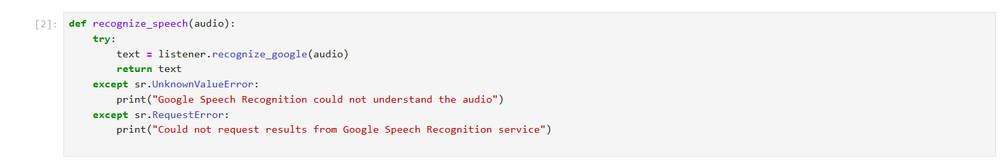 [2]: def recognize_speech(audio):
    try:
        text = listener.recognize_google(audio)
        return text
    except sr.UnknownValueError:
        print("Google Speech Recognition could not understand the audio")
    except sr.RequestError:
        print("Could not request results from Google Speech Recognition service")